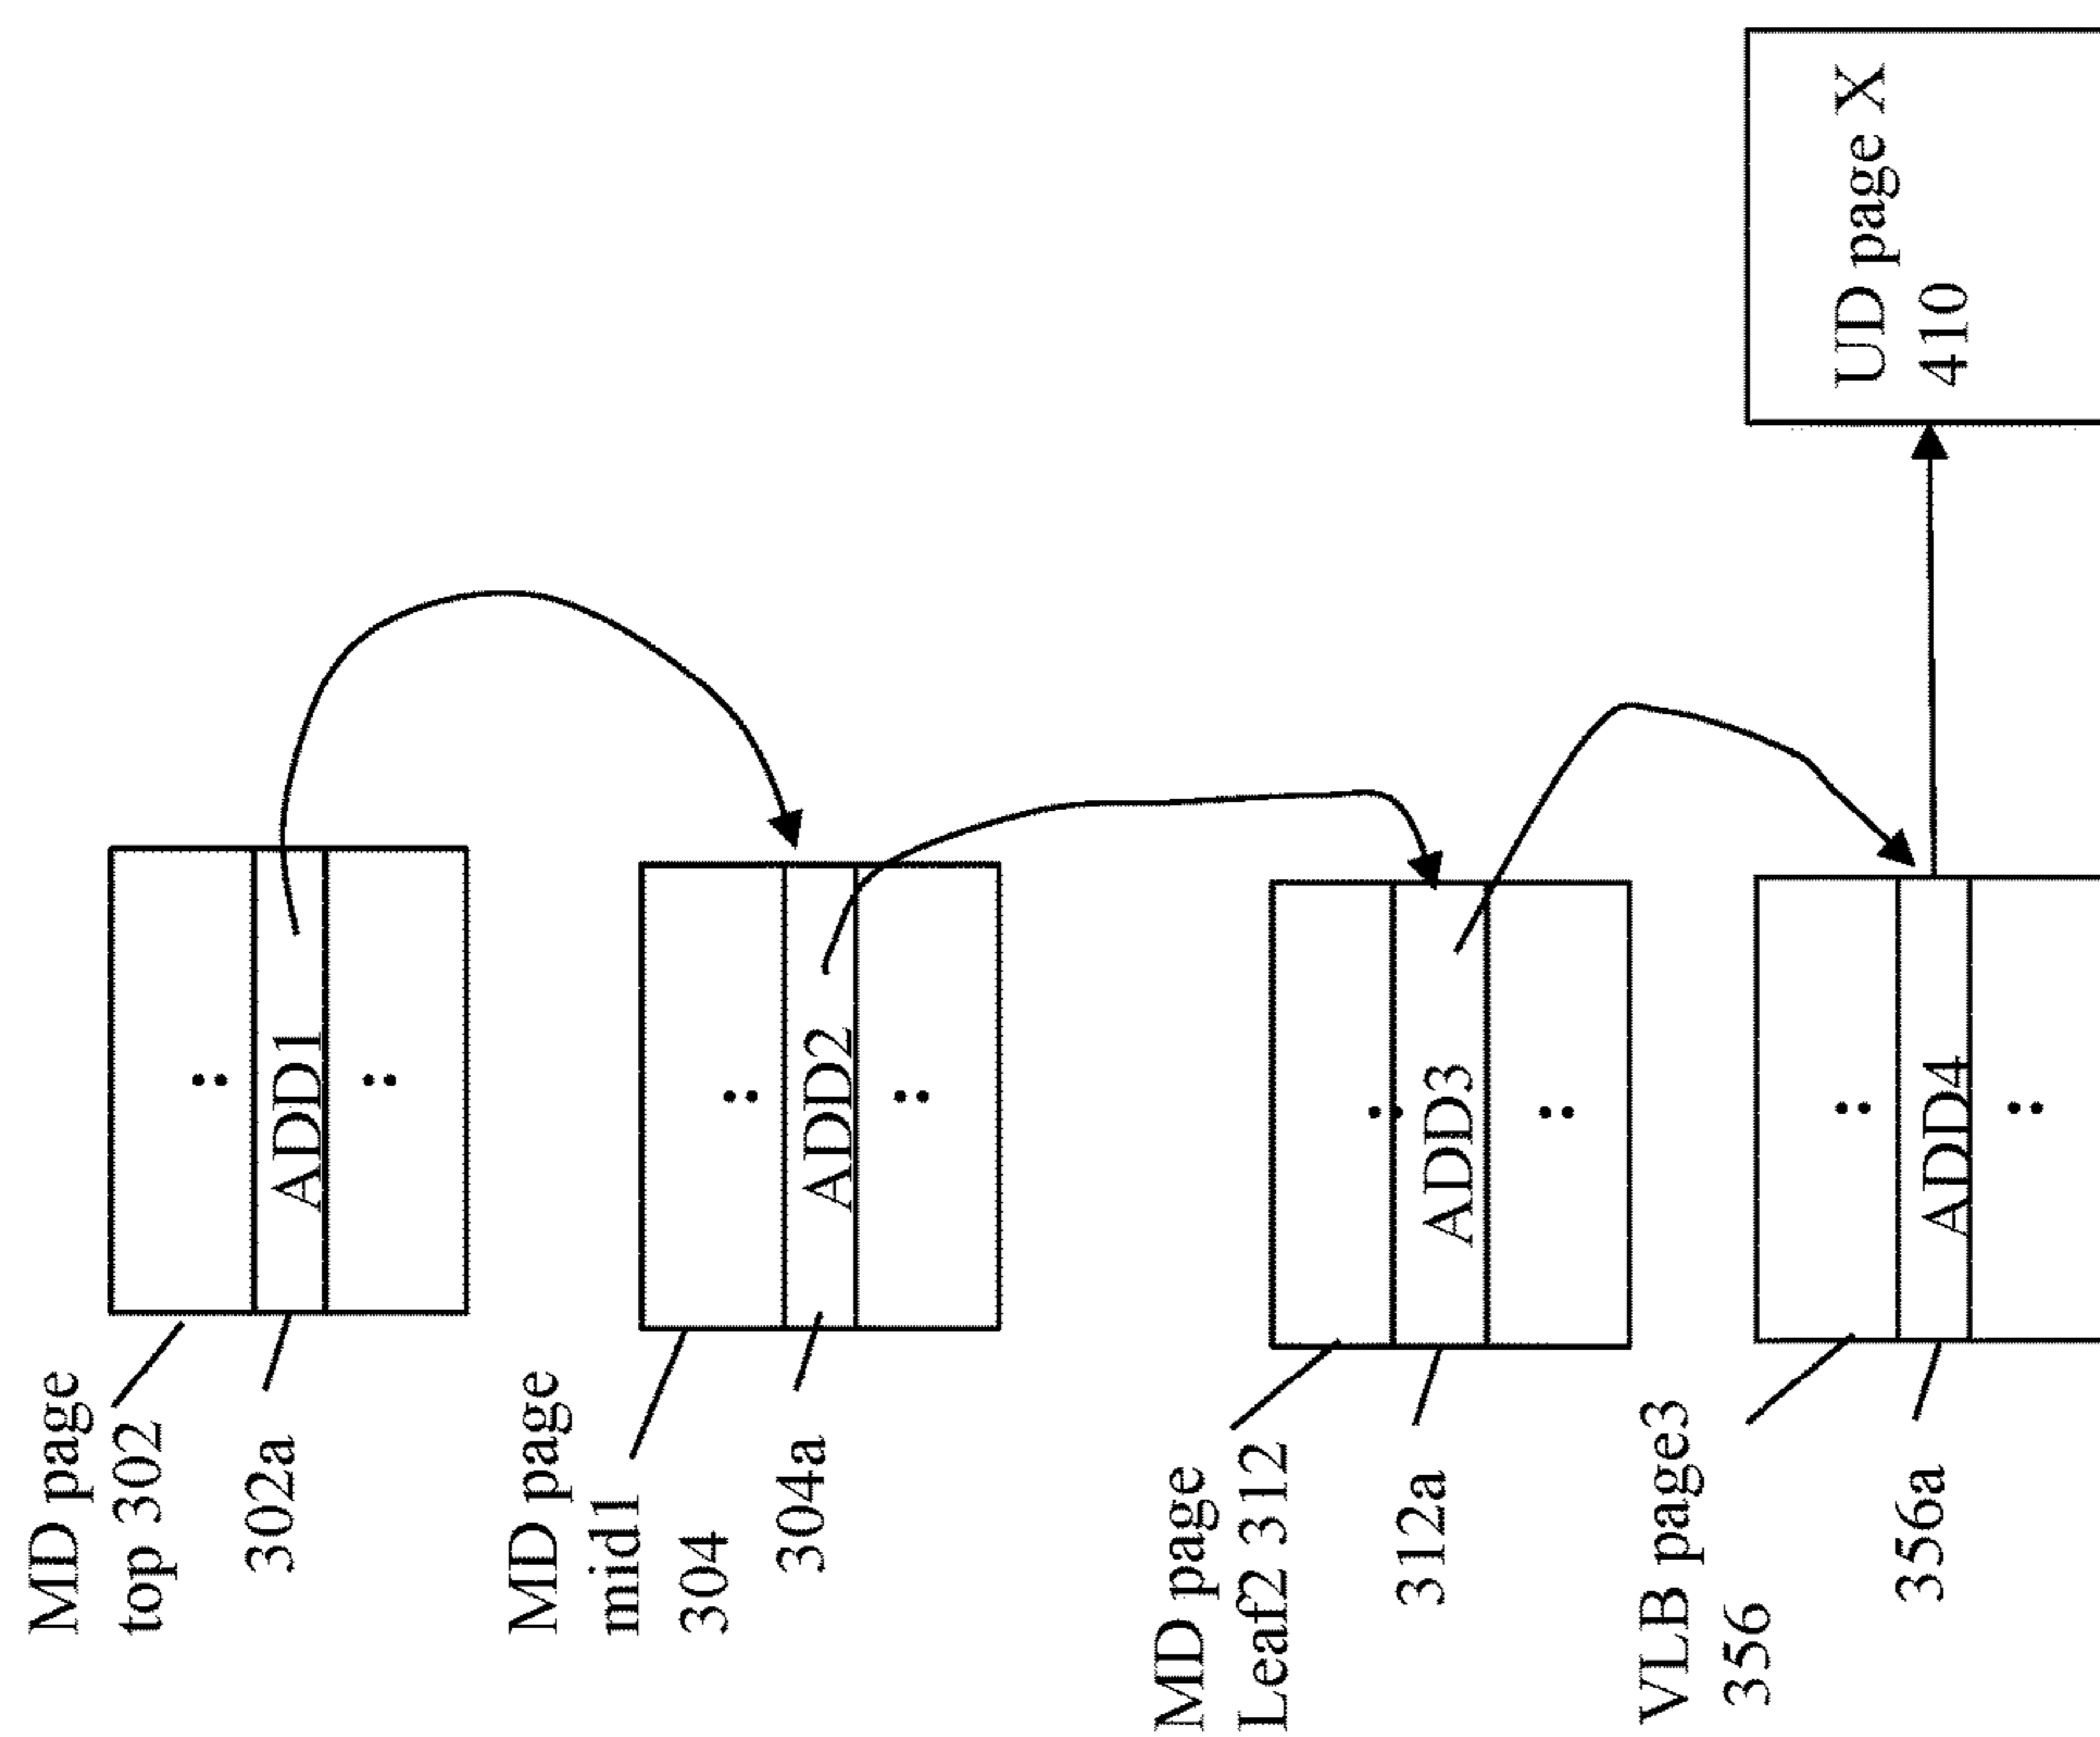 MD page
top 302
302a
ADD1
MD page
mid1
304
304a
ADD2
MD page
Leaf2 312
312a
ADD3
VLB page3
356
356a
ADD4
UD page X
410